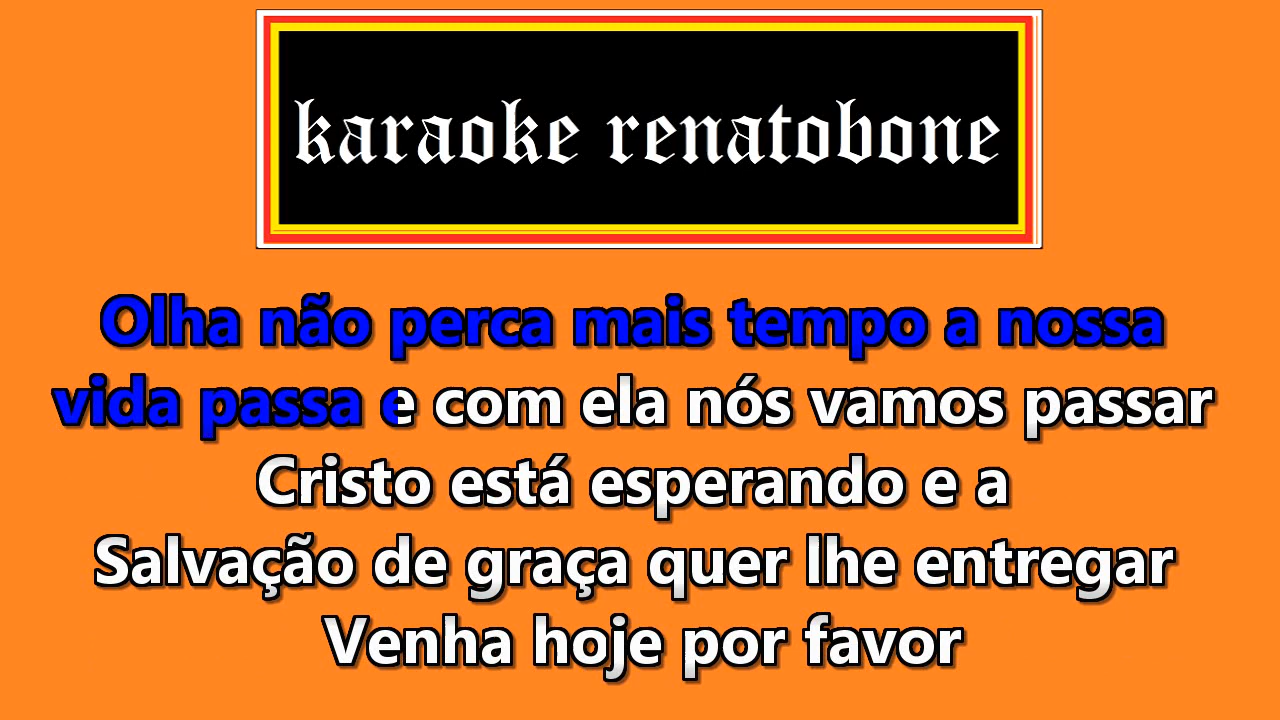 karaoke renatobone
Olha não perca mais tempo a nossa
vida passa e com ela nós vamos passar
Cristo está esperando e a
Salvação de graça quer lhe entregar
Venha hoje por favor